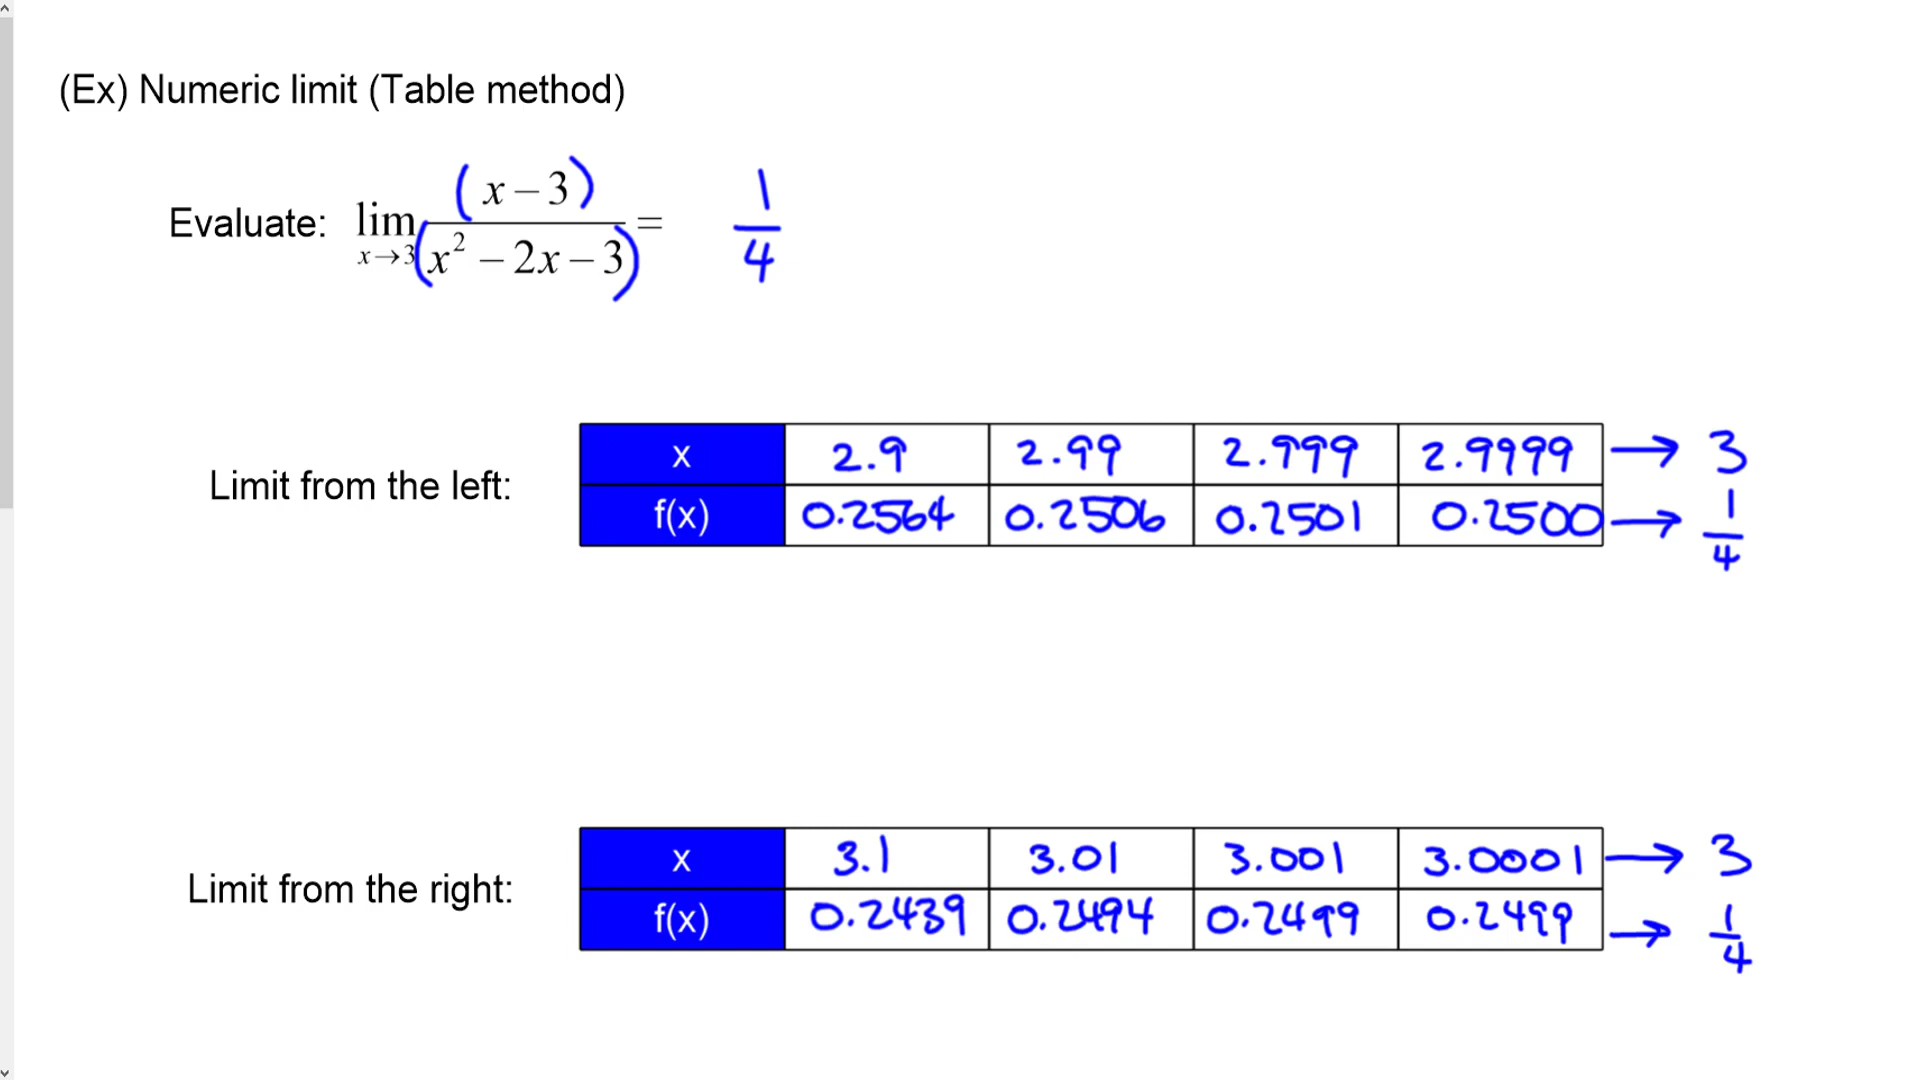 (Ex) Numeric limit (Table method)
Evaluate: lim x→3 (x−3)/(x² − 2x − 3) = 1/4
x 2.9 2.99 2.999 2.9999 → 3
Limit from the left:
f(x) 0.2564 0.2506 0.2501 0.2500 → 1/4
x 3.1 3.01 3.001 3.0001 → 3
Limit from the right:
f(x) 0.2439 0.2494 0.2499 0.2499 → 1/4